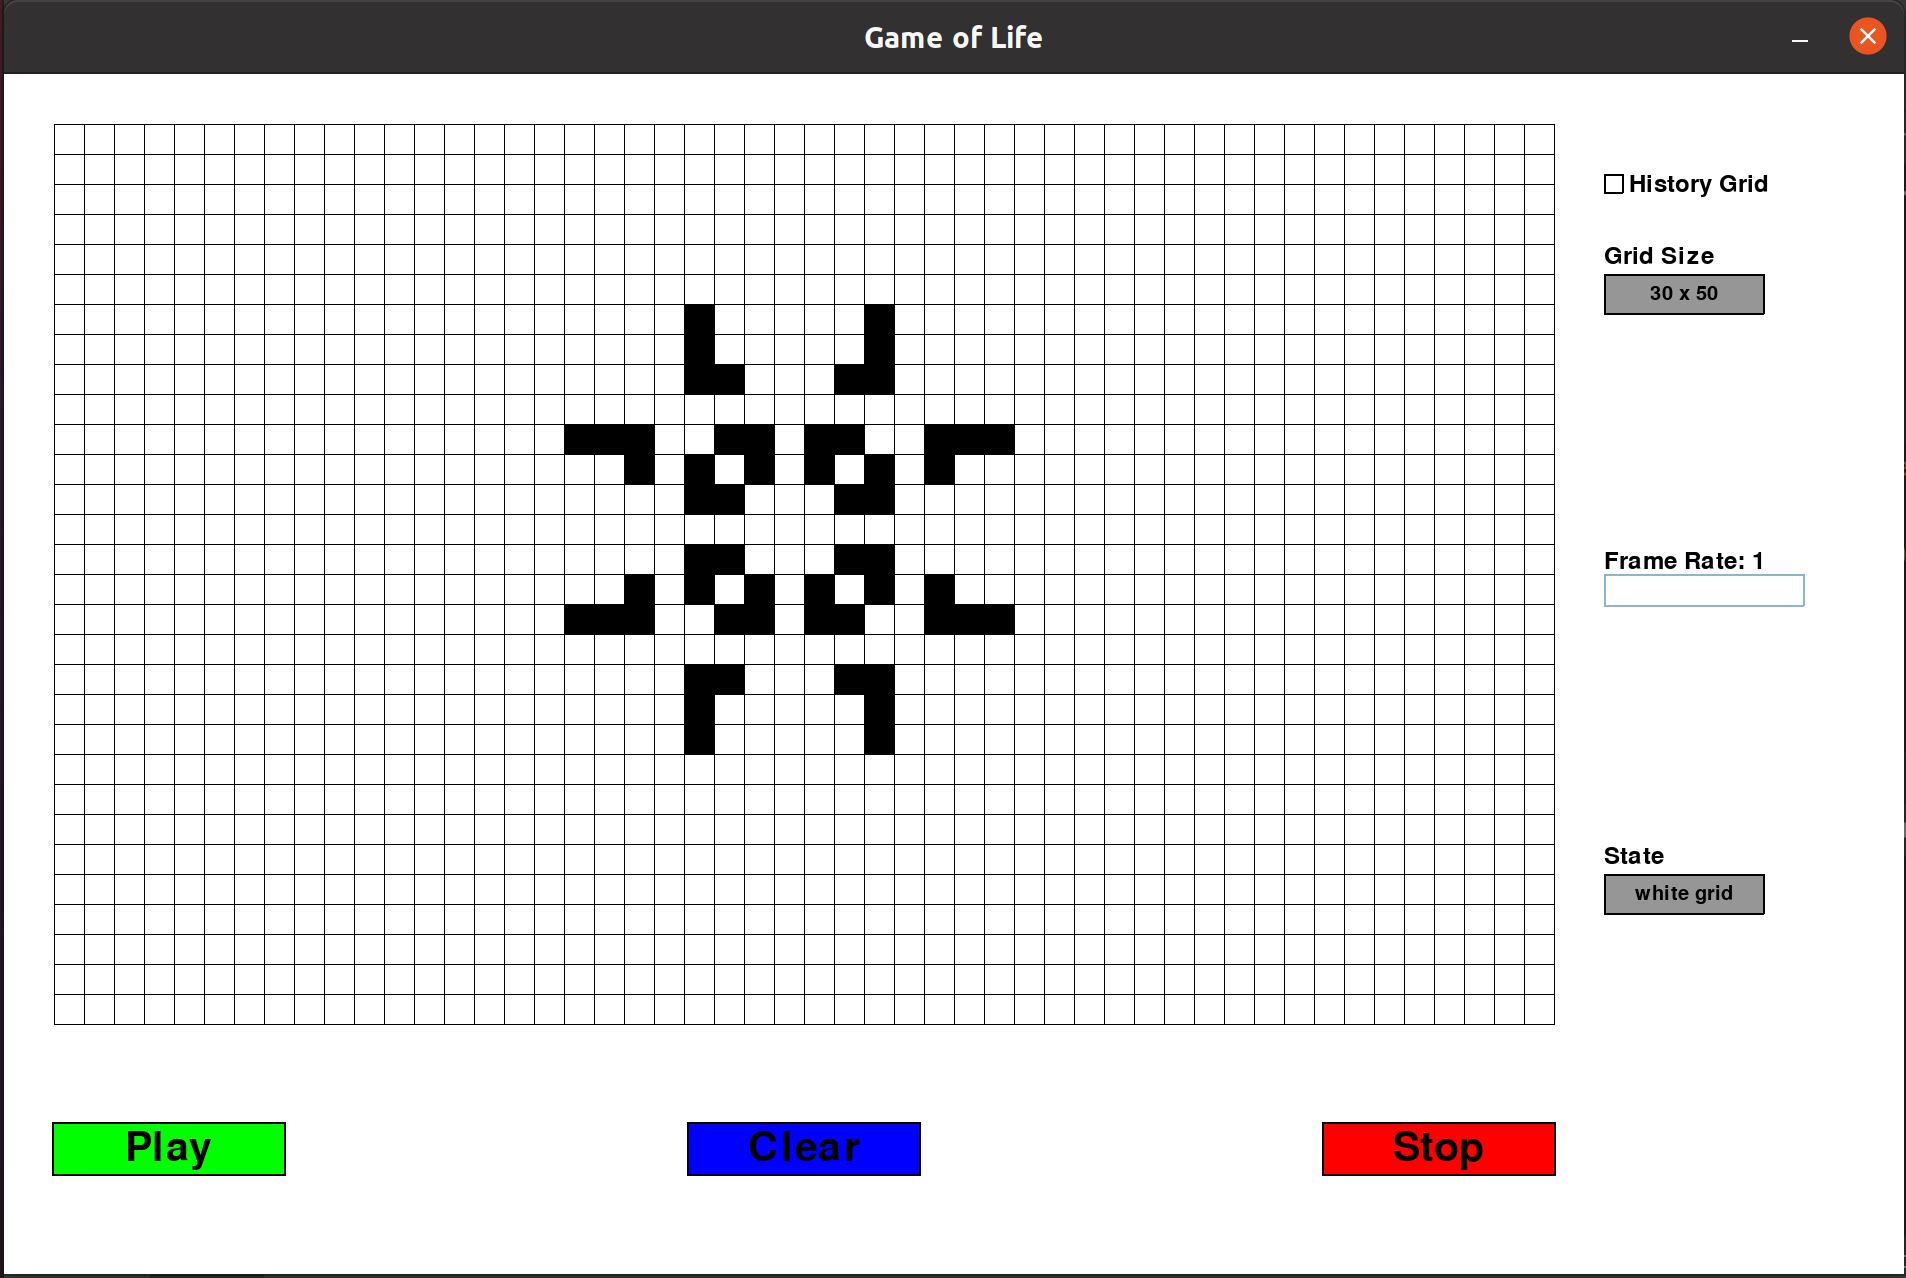 Game of Life
History Grid
Grid Size
30 x 50
Frame Rate: 1
State
white grid
Play
Clear
Stop